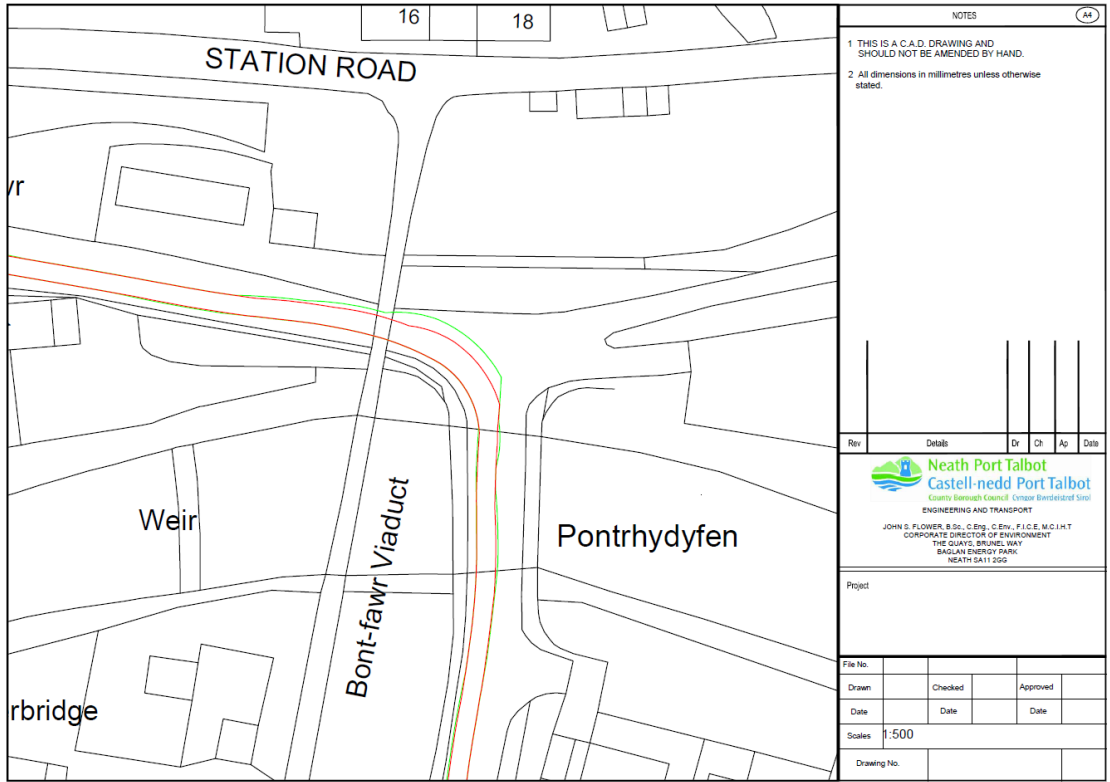 16
18
STATION ROAD
yr
Weir
Bont-fawr Viaduct
Pontrhydyfen
rbridge
NOTES
A4
1 THIS IS A C.A.D. DRAWING AND
SHOULD NOT BE AMENDED BY HAND.
2 All dimensions in millimetres unless otherwise
stated.
Rev Details Dr Ch Ap Date
Neath Port Talbot
Castell-nedd Port Talbot
County Borough Council Cyngor Bwrdeistref Sirol
ENGINEERING AND TRANSPORT
JOHN S. FLOWER, B.Sc., C.Eng., C.Env., F.I.C.E, M.C.I.H.T
CORPORATE DIRECTOR OF ENVIRONMENT
THE QUAYS, BRUNEL WAY
BAGLAN ENERGY PARK
NEATH SA11 2GG
Project
File No.
Drawn Checked Approved
Date Date Date
Scales 1:500
Drawing No.